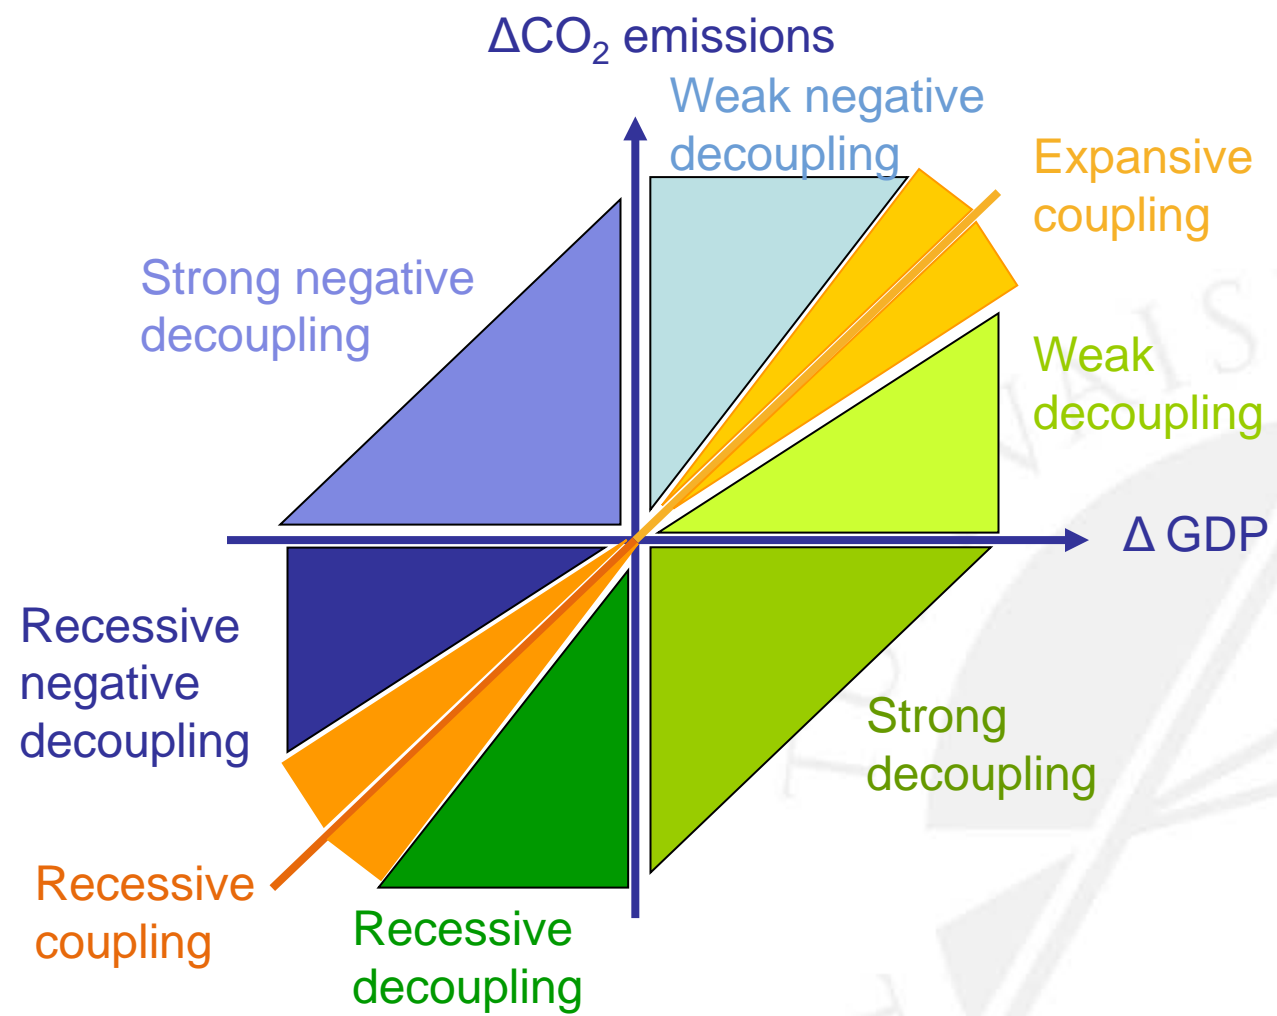 ΔCO₂ emissions
Weak negative
decoupling
Expansive
coupling
Strong negative
decoupling
Weak
decoupling
Δ GDP
Recessive
negative
decoupling
Strong
decoupling
Recessive
coupling
Recessive
decoupling